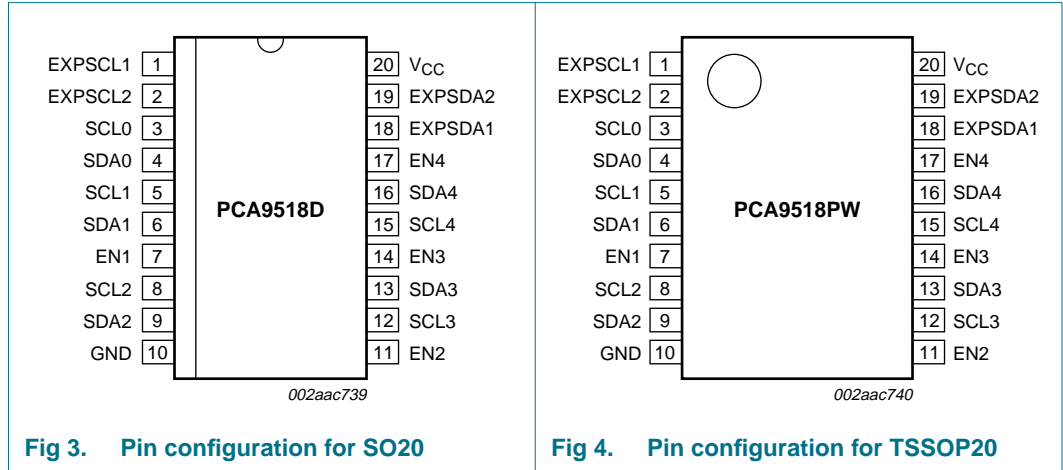 EXPSCL1 1
EXPSCL2 2
SCL0 3
SDA0 4
SCL1 5
SDA1 6
EN1 7
SCL2 8
SDA2 9
GND 10
PCA9518D
20 VCC
19 EXPSDA2
18 EXPSDA1
17 EN4
16 SDA4
15 SCL4
14 EN3
13 SDA3
12 SCL3
11 EN2
002aac739
Fig 3. Pin configuration for SO20
EXPSCL1 1
EXPSCL2 2
SCL0 3
SDA0 4
SCL1 5
SDA1 6
EN1 7
SCL2 8
SDA2 9
GND 10
PCA9518PW
20 VCC
19 EXPSDA2
18 EXPSDA1
17 EN4
16 SDA4
15 SCL4
14 EN3
13 SDA3
12 SCL3
11 EN2
002aac740
Fig 4. Pin configuration for TSSOP20